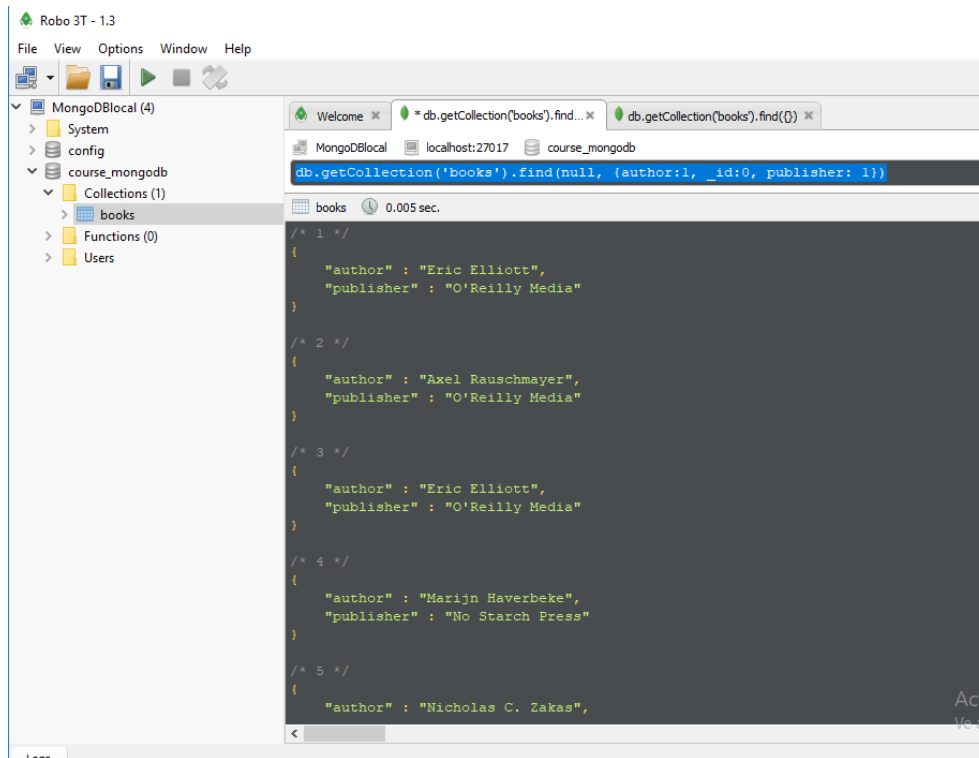 Robo 3T - 1.3
File View Options Window Help
MongoDBlocal (4)
System
config
course_mongodb
Collections (1)
books
Functions (0)
Users
Welcome
* db.getCollection('books').find...
db.getCollection('books').find({})
MongoDBlocal localhost:27017 course_mongodb
db.getCollection('books').find(null, {author:1, _id:0, publisher: 1})
books 0.005 sec.
/* 1 */
{
"author" : "Eric Elliott",
"publisher" : "O'Reilly Media"
}
/* 2 */
{
"author" : "Axel Rauschmayer",
"publisher" : "O'Reilly Media"
}
/* 3 */
{
"author" : "Eric Elliott",
"publisher" : "O'Reilly Media"
}
/* 4 */
{
"author" : "Marijn Haverbeke",
"publisher" : "No Starch Press"
}
/* 5 */
{
"author" : "Nicholas C. Zakas",
Ac
Ve